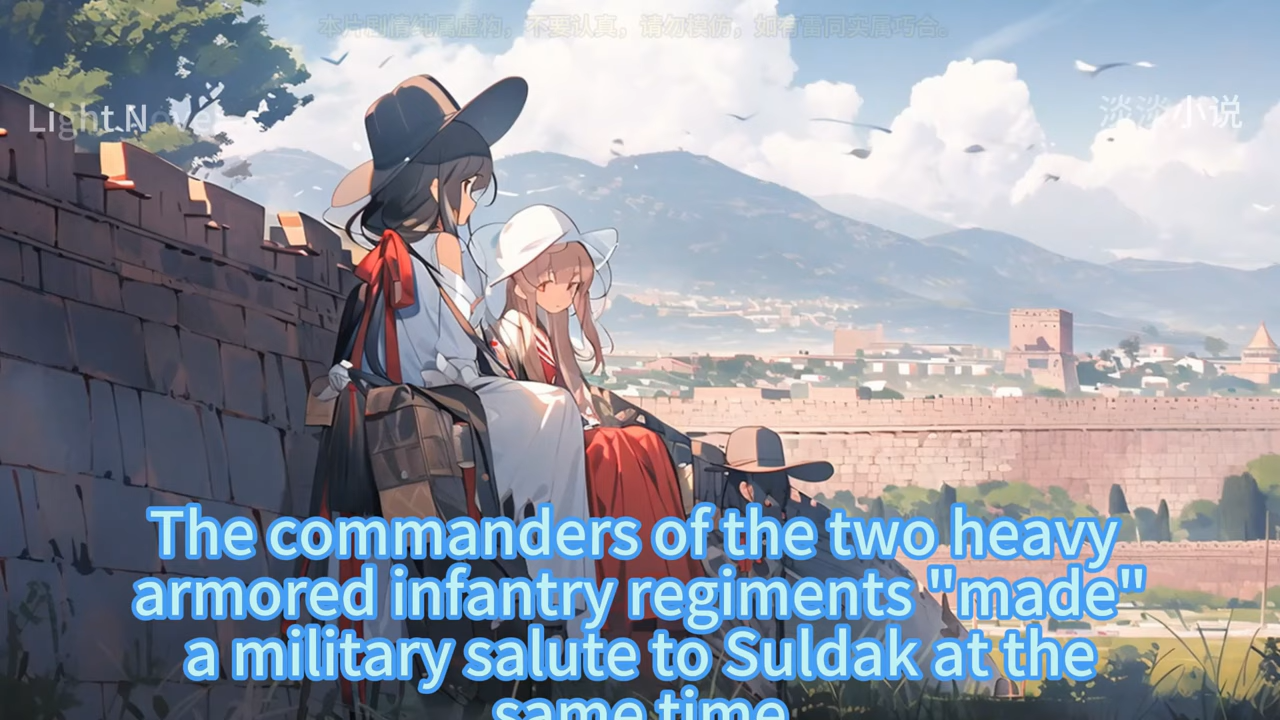 本片剧情纯属虚构，不要认真，请勿模仿，如有雷同实属巧合。
Light Novel
淡淡小说
The commanders of the two heavy
armored infantry regiments "made"
a military salute to Suldak at the
same time